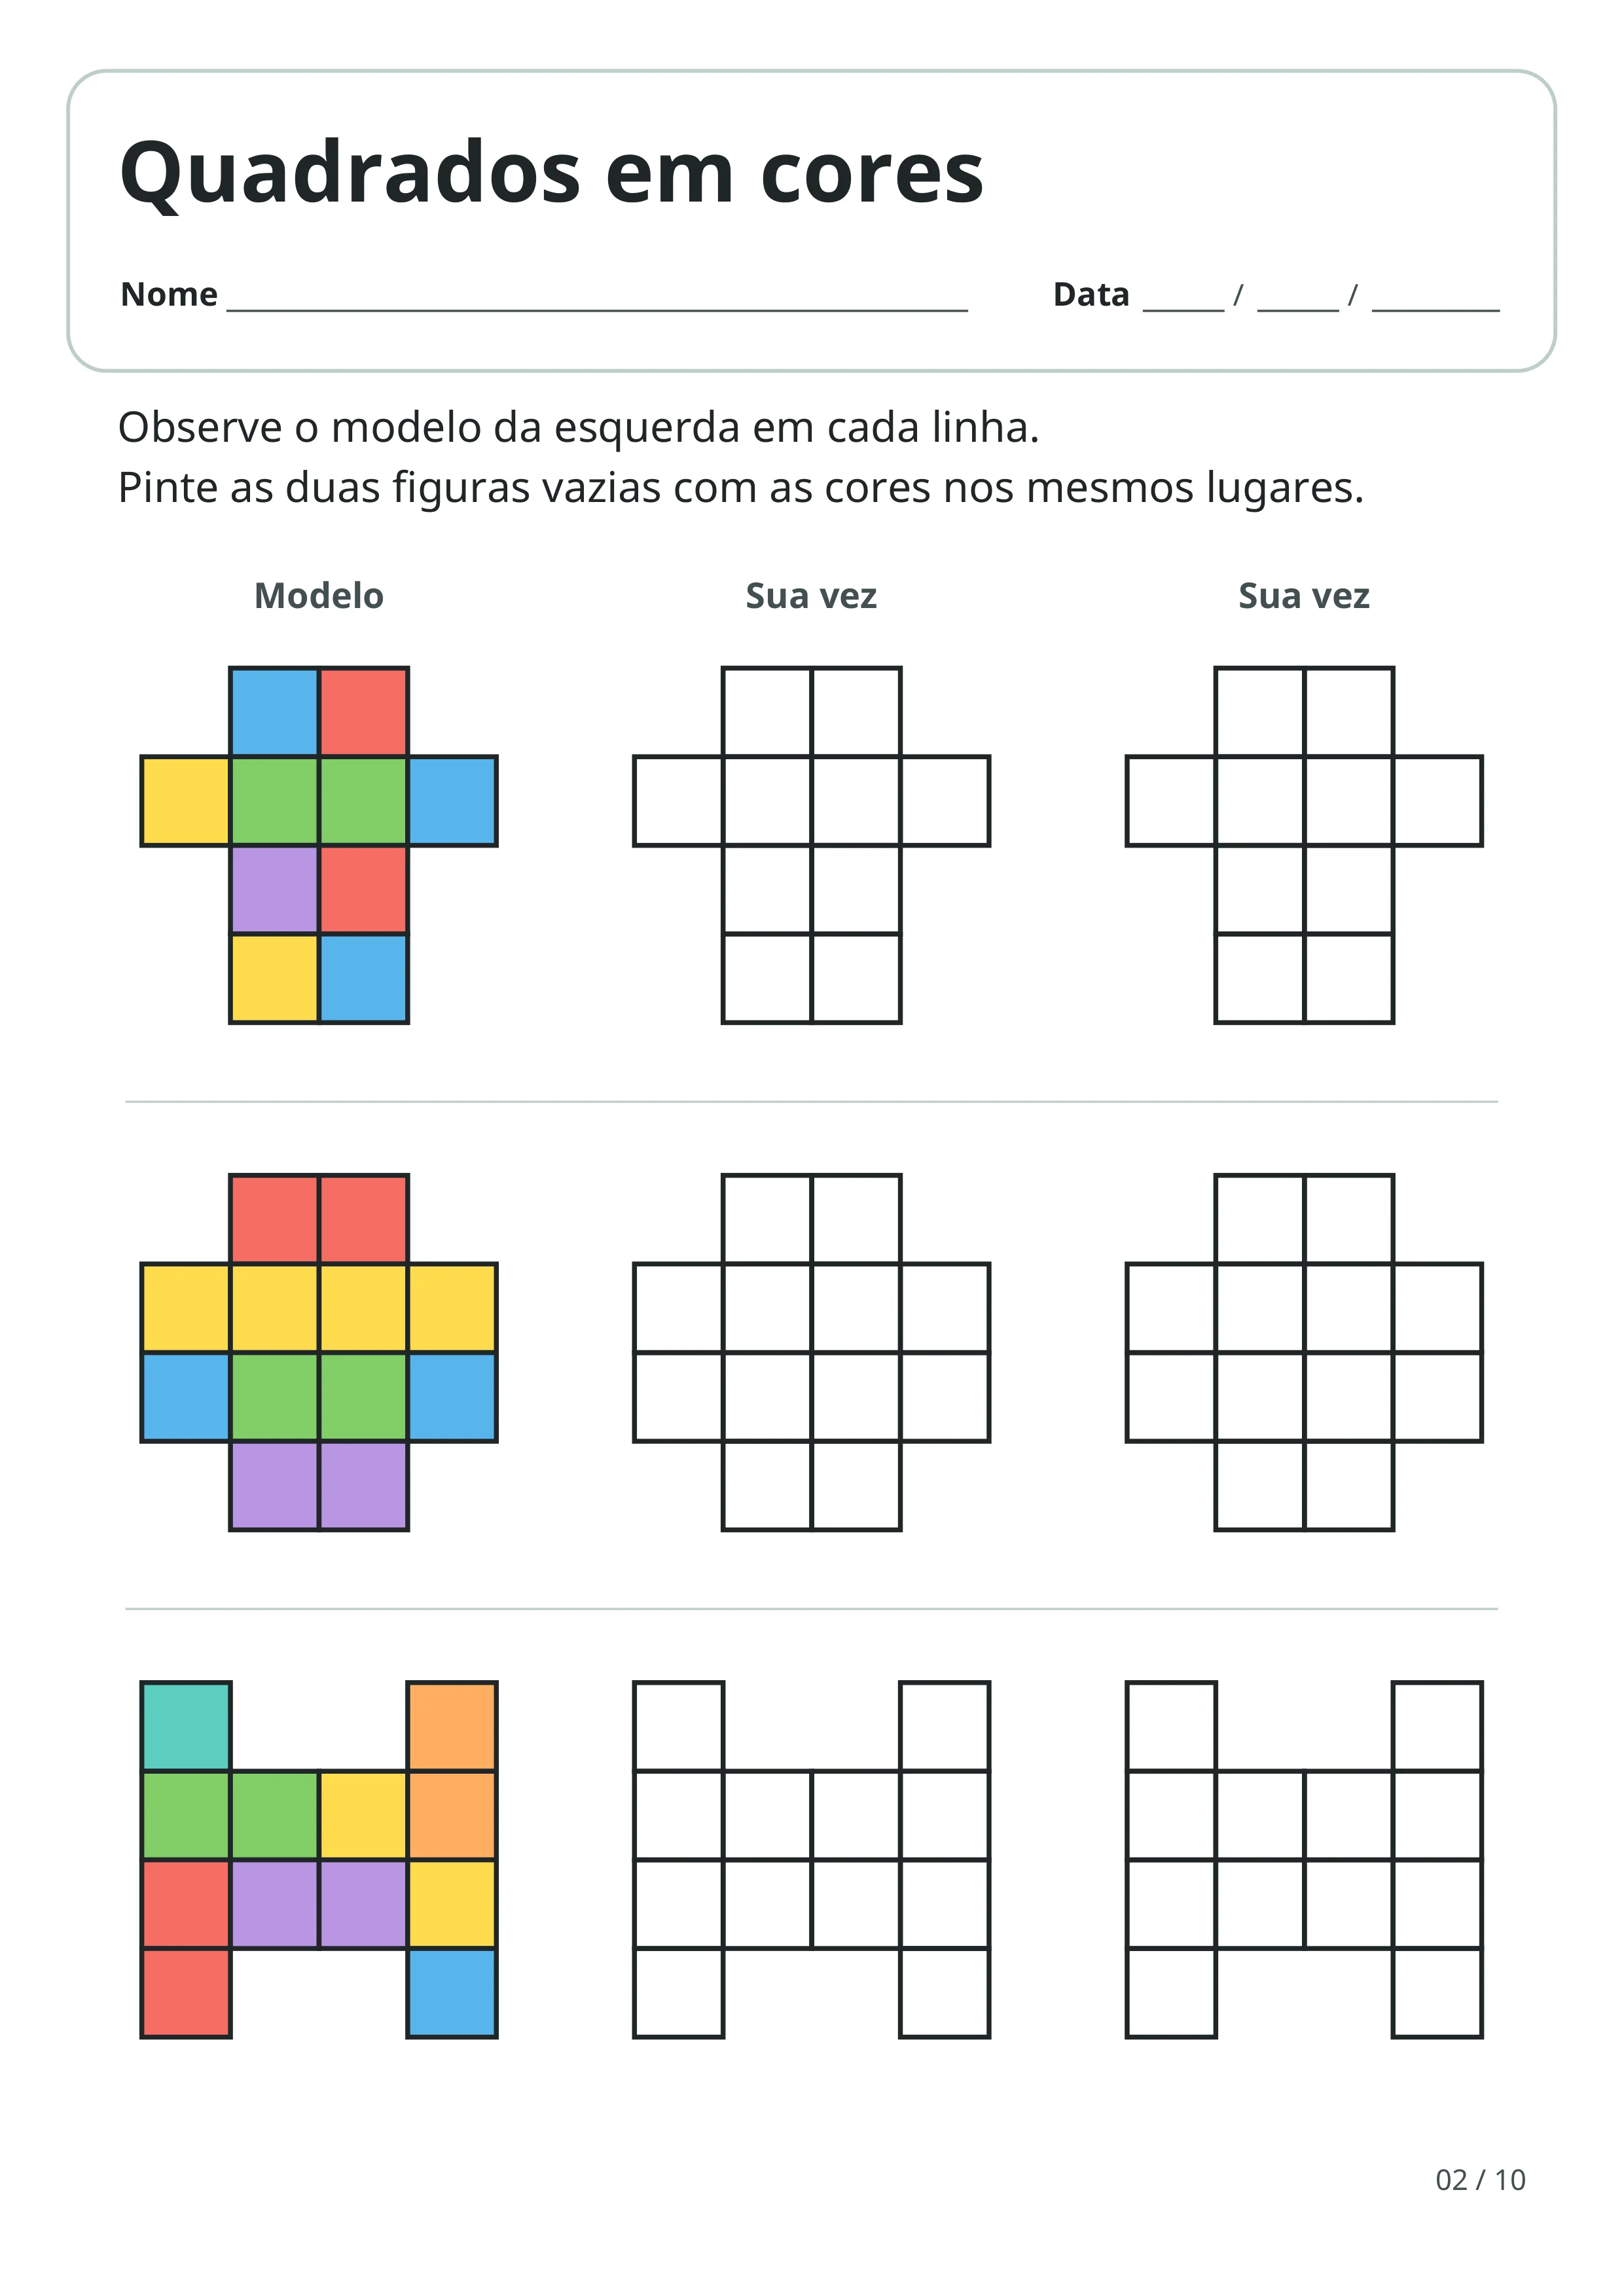 Quadrados em cores
Nome
Data / /
Observe o modelo da esquerda em cada linha.
Pinte as duas figuras vazias com as cores nos mesmos lugares.
Modelo
Sua vez
Sua vez
02 / 10